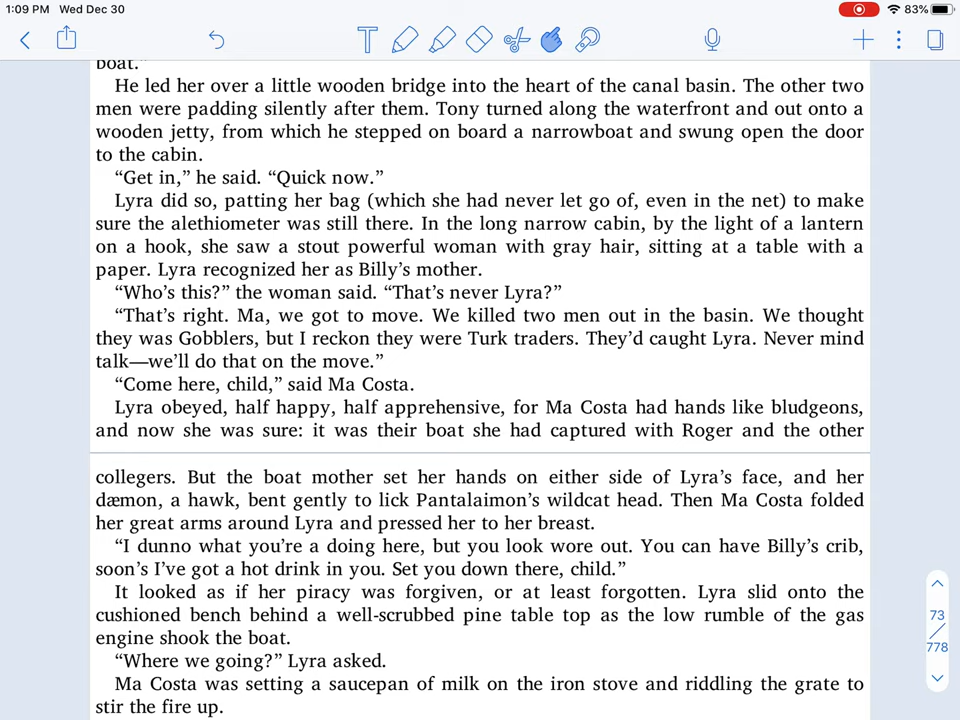 1:09 PM Wed Dec 30
83%
boat.”
He led her over a little wooden bridge into the heart of the canal basin. The other two
men were padding silently after them. Tony turned along the waterfront and out onto a
wooden jetty, from which he stepped on board a narrowboat and swung open the door
to the cabin.
“Get in,” he said. “Quick now.”
Lyra did so, patting her bag (which she had never let go of, even in the net) to make
sure the alethiometer was still there. In the long narrow cabin, by the light of a lantern
on a hook, she saw a stout powerful woman with gray hair, sitting at a table with a
paper. Lyra recognized her as Billy’s mother.
“Who’s this?” the woman said. “That’s never Lyra?”
“That’s right. Ma, we got to move. We killed two men out in the basin. We thought
they was Gobblers, but I reckon they were Turk traders. They’d caught Lyra. Never mind
talk—we’ll do that on the move.”
“Come here, child,” said Ma Costa.
Lyra obeyed, half happy, half apprehensive, for Ma Costa had hands like bludgeons,
and now she was sure: it was their boat she had captured with Roger and the other
collegers. But the boat mother set her hands on either side of Lyra’s face, and her
dæmon, a hawk, bent gently to lick Pantalaimon’s wildcat head. Then Ma Costa folded
her great arms around Lyra and pressed her to her breast.
“I dunno what you’re a doing here, but you look wore out. You can have Billy’s crib,
soon’s I’ve got a hot drink in you. Set you down there, child.”
It looked as if her piracy was forgiven, or at least forgotten. Lyra slid onto the
cushioned bench behind a well-scrubbed pine table top as the low rumble of the gas
engine shook the boat.
“Where we going?” Lyra asked.
Ma Costa was setting a saucepan of milk on the iron stove and riddling the grate to
stir the fire up.
73
/
778